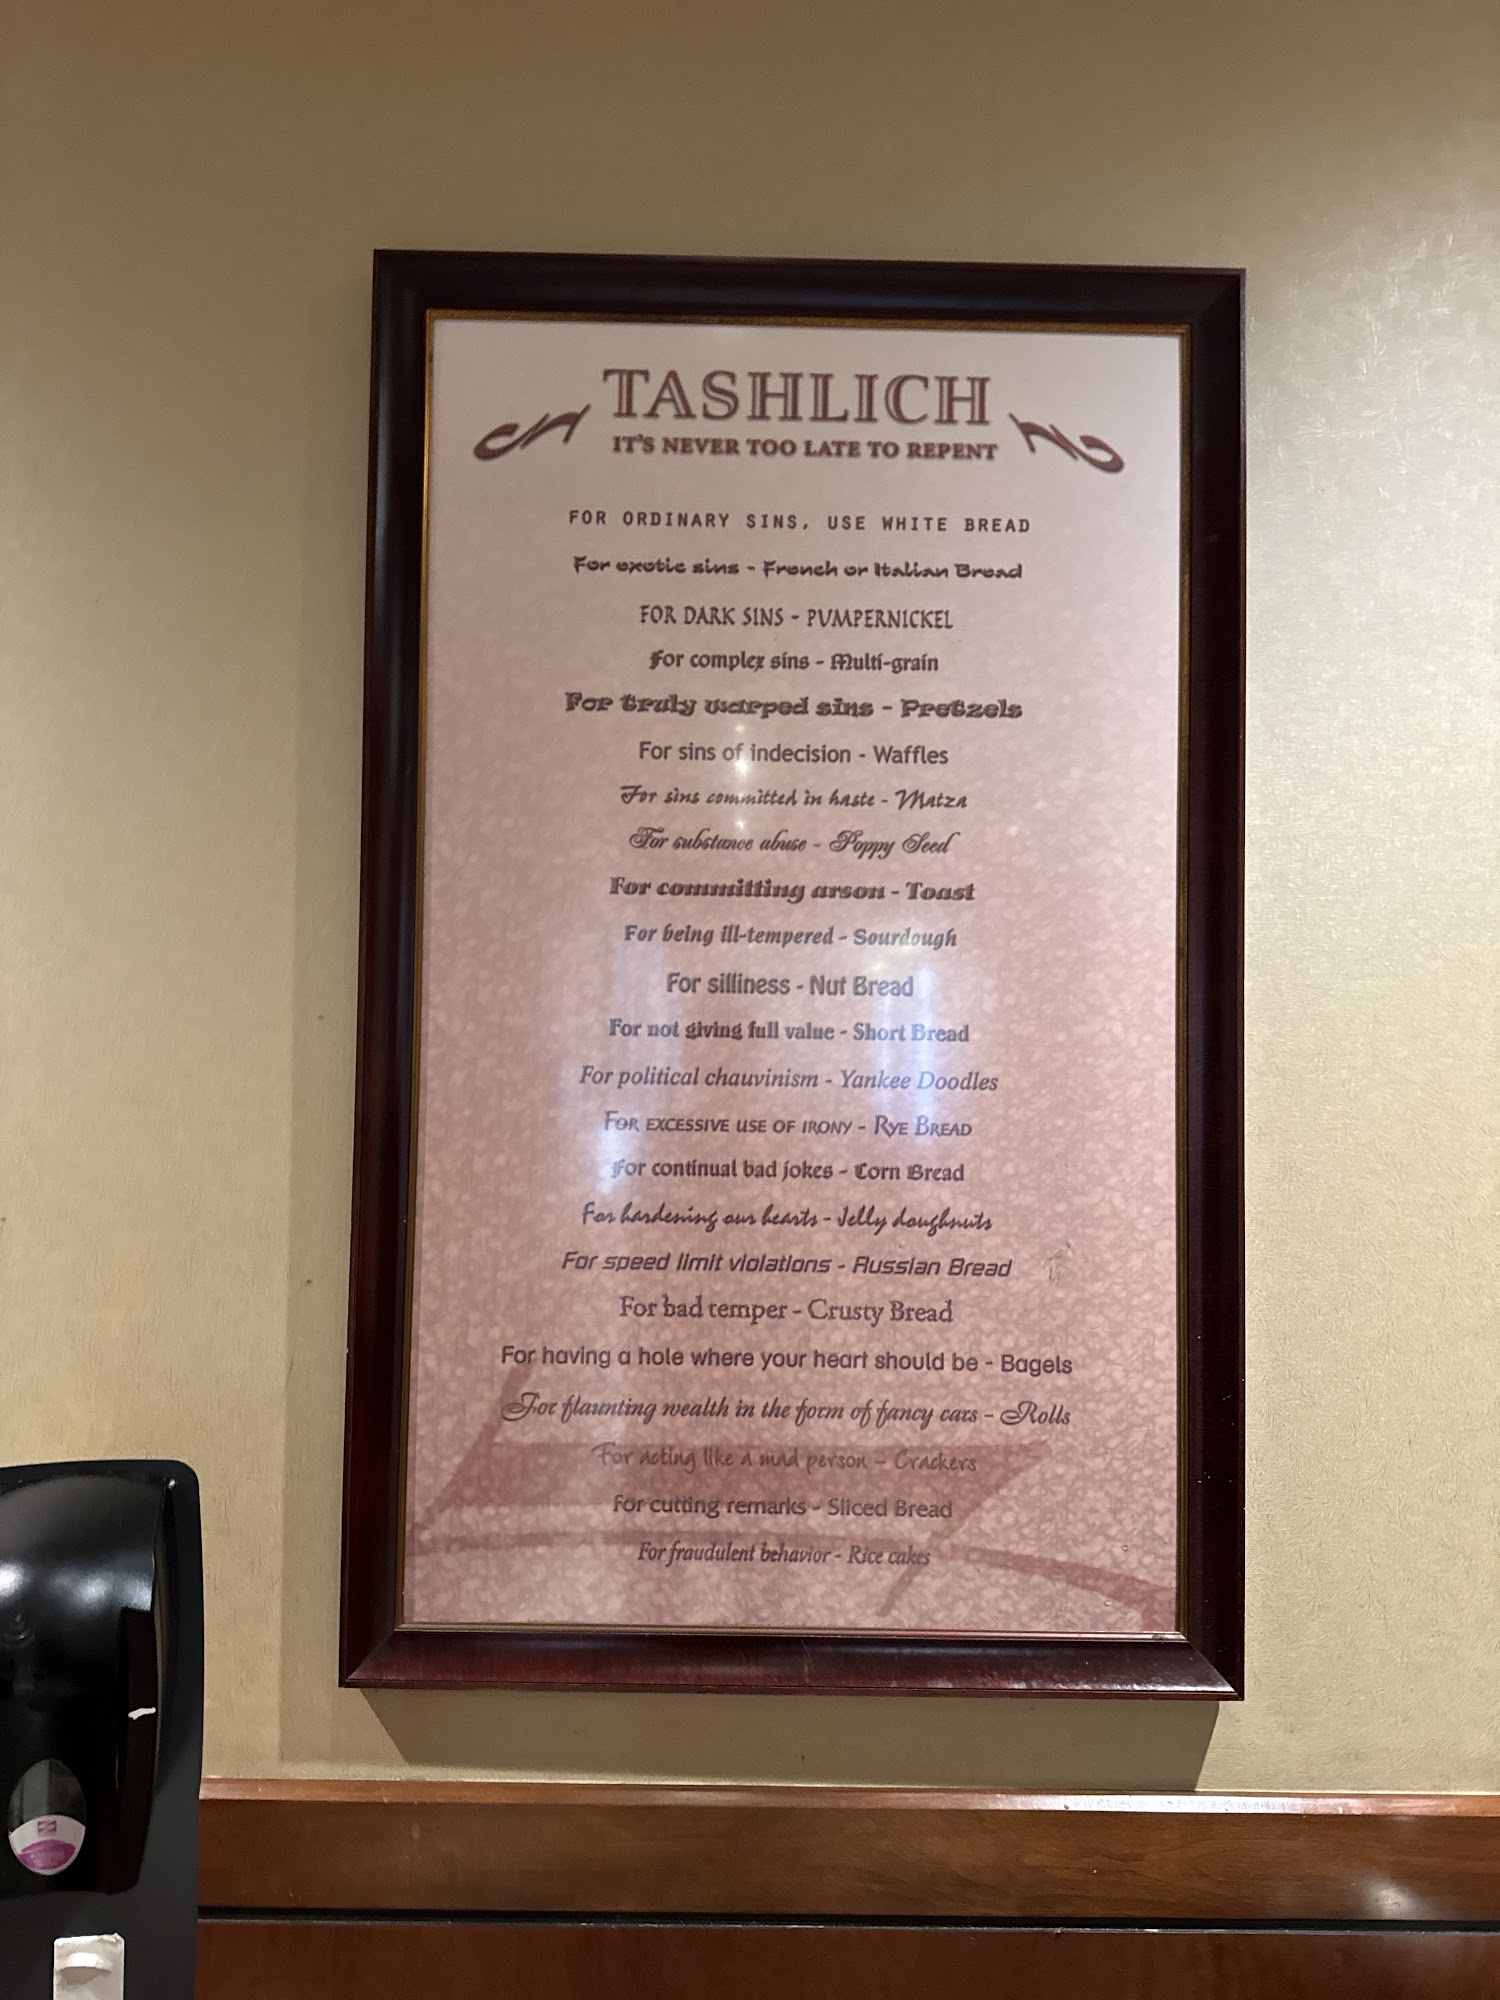 TASHLICH
IT'S NEVER TOO LATE TO REPENT
FOR ORDINARY SINS, USE WHITE BREAD
For exotic sins - French or Italian Bread
FOR DARK SINS - PUMPERNICKEL
For complex sins - Multi-grain
For truly warped sins - Pretzels
For sins of indecision - Waffles
For sins committed in haste - Matza
For substance abuse - Poppy Seed
For committing arson - Toast
For being ill-tempered - Sourdough
For silliness - Nut Bread
For not giving full value - Short Bread
For political chauvinism - Yankee Doodles
FOR EXCESSIVE USE OF IRONY - RYE BREAD
For continual bad jokes - Corn Bread
For hardening our hearts - Jelly doughnuts
For speed limit violations - Russian Bread
For bad temper - Crusty Bread
For having a hole where your heart should be - Bagels
For flaunting wealth in the form of fancy cars - Rolls
For acting like a mad person - Crackers
For cutting remarks - Sliced Bread
For fraudulent behavior - Rice cakes